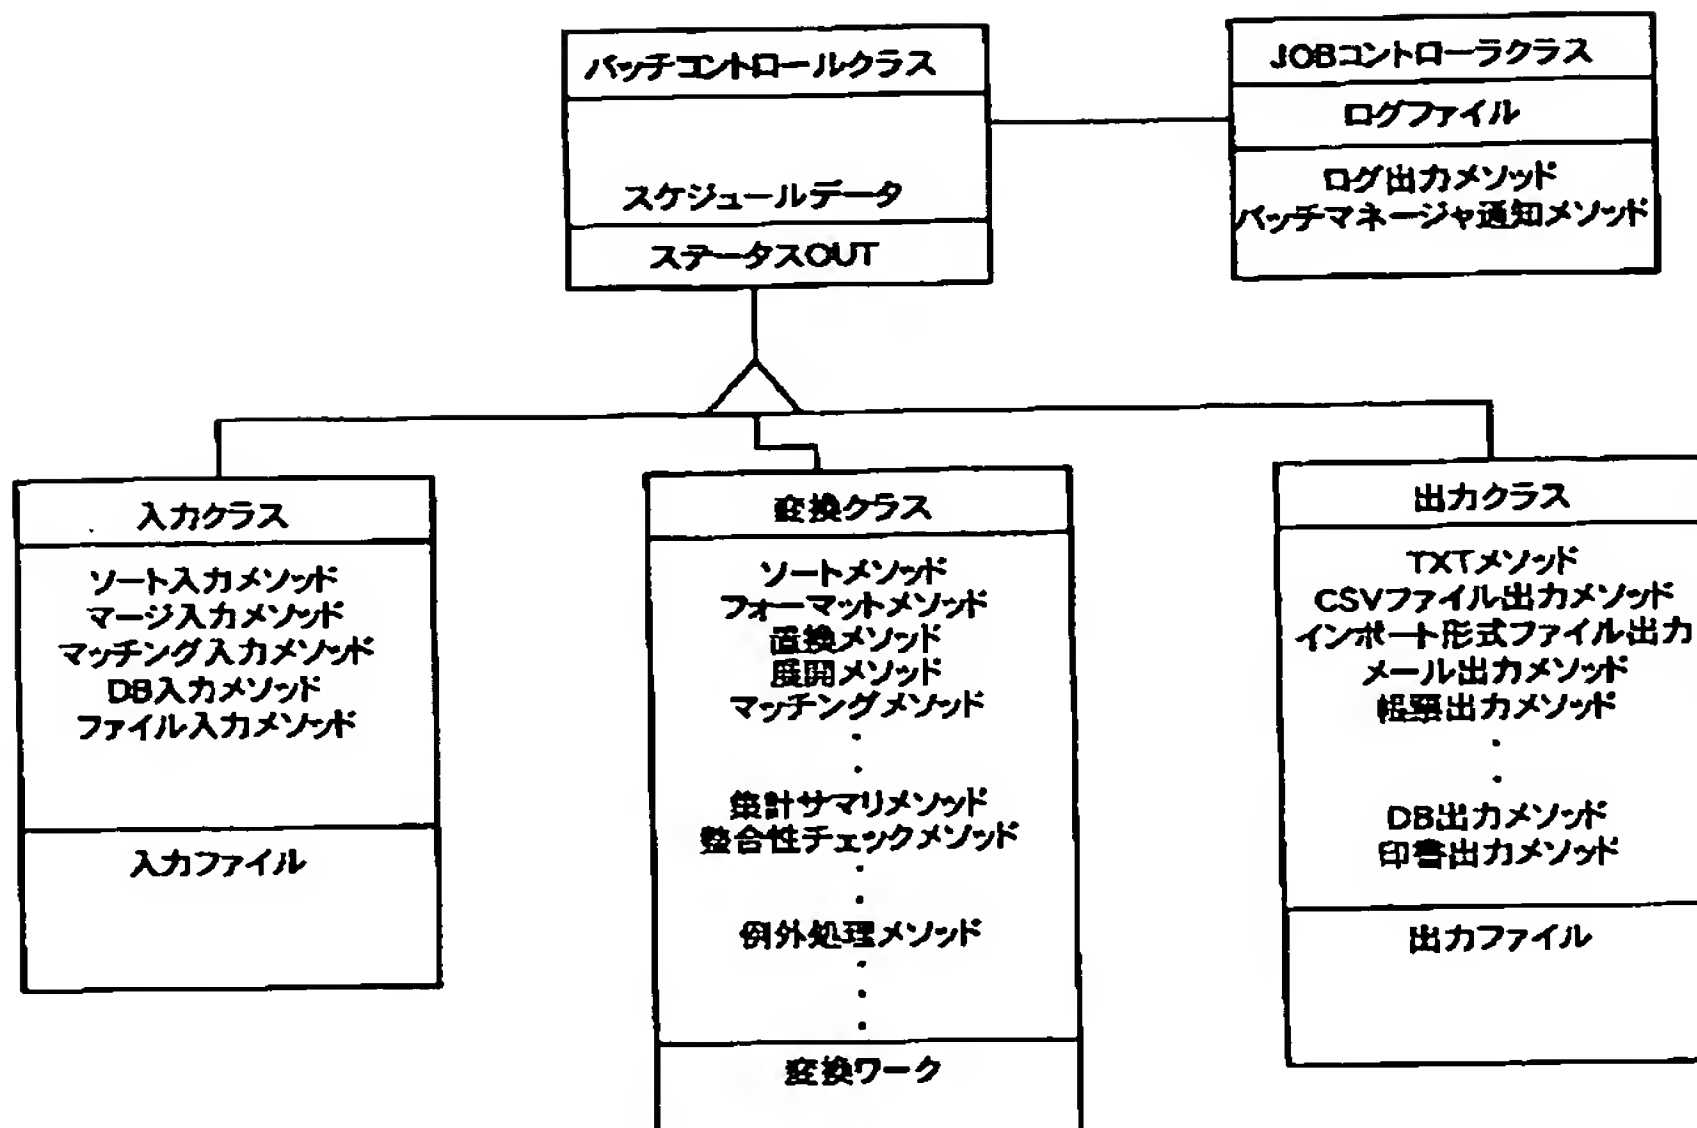 バッチコントロールクラス
スケジュールデータ
ステータスOUT
JOBコントローラクラス
ログファイル
ログ出力メソッド
バッチマネージャ通知メソッド
入力クラス
ソート入力メソッド
マージ入力メソッド
マッチング入力メソッド
DB入力メソッド
ファイル入力メソッド
入力ファイル
変換クラス
ソートメソッド
フォーマットメソッド
置換メソッド
展開メソッド
マッチングメソッド
集計サマリメソッド
整合性チェックメソッド
例外処理メソッド
変換ワーク
出力クラス
TXTメソッド
CSVファイル出力メソッド
インポート形式ファイル出力
メール出力メソッド
帳票出力メソッド
DB出力メソッド
印書出力メソッド
出力ファイル